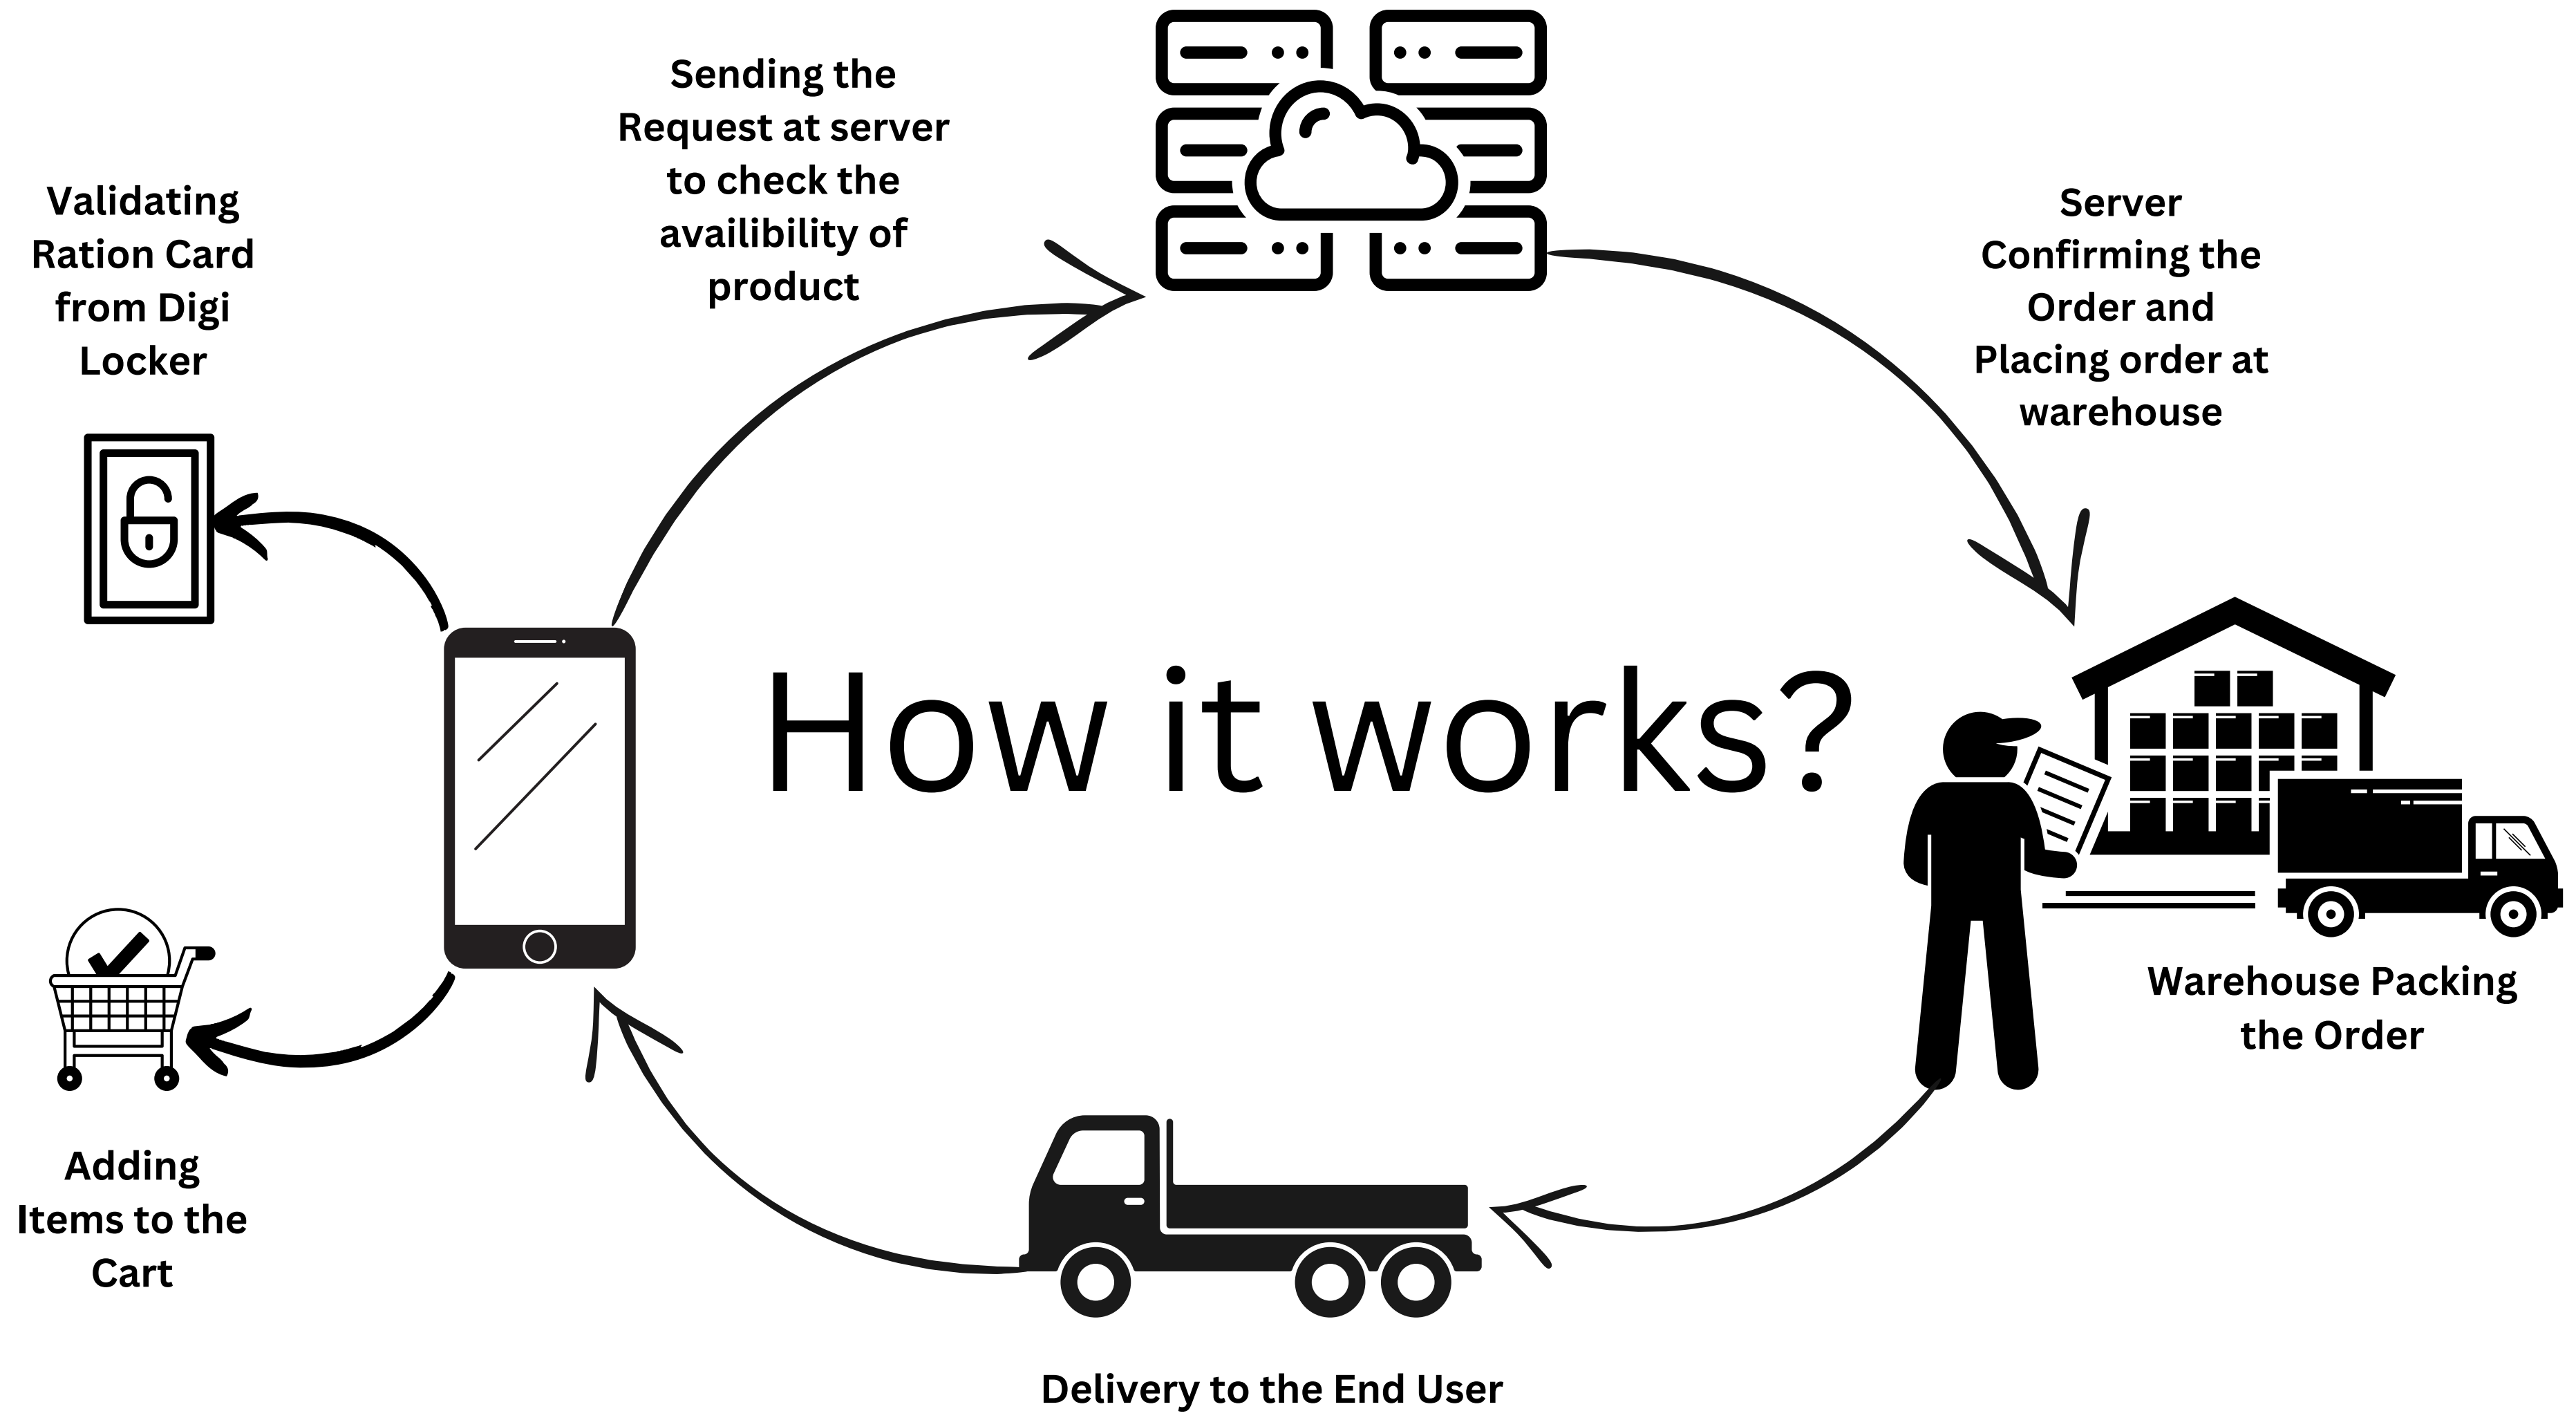 Sending the
Request at server
to check the
availibility of
product
Validating
Ration Card
from Digi
Locker
Server
Confirming the
Order and
Placing order at
warehouse
How it works?
Warehouse Packing
the Order
Adding
Items to the
Cart
Delivery to the End User